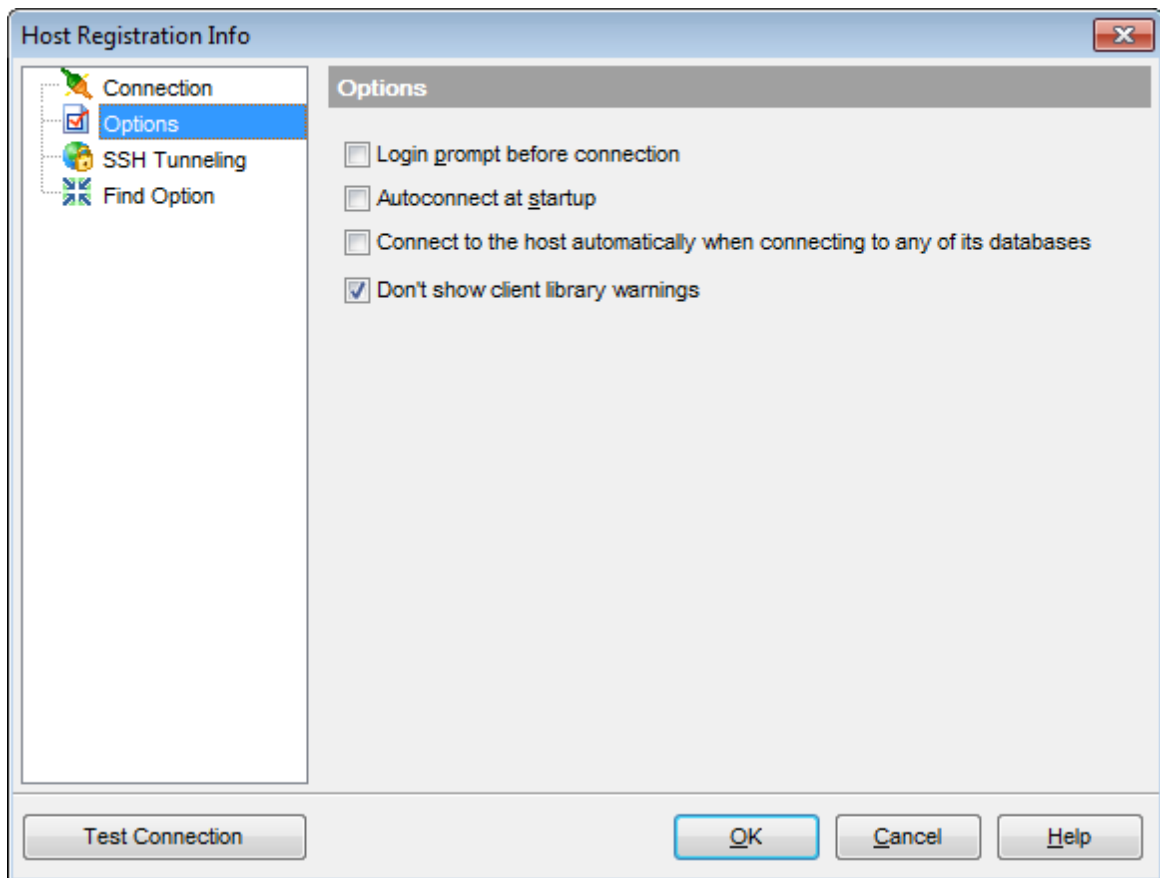 Host Registration Info
Connection
Options
SSH Tunneling
Find Option
Options
Login prompt before connection
Autoconnect at startup
Connect to the host automatically when connecting to any of its databases
Don't show client library warnings
Test Connection
OK
Cancel
Help